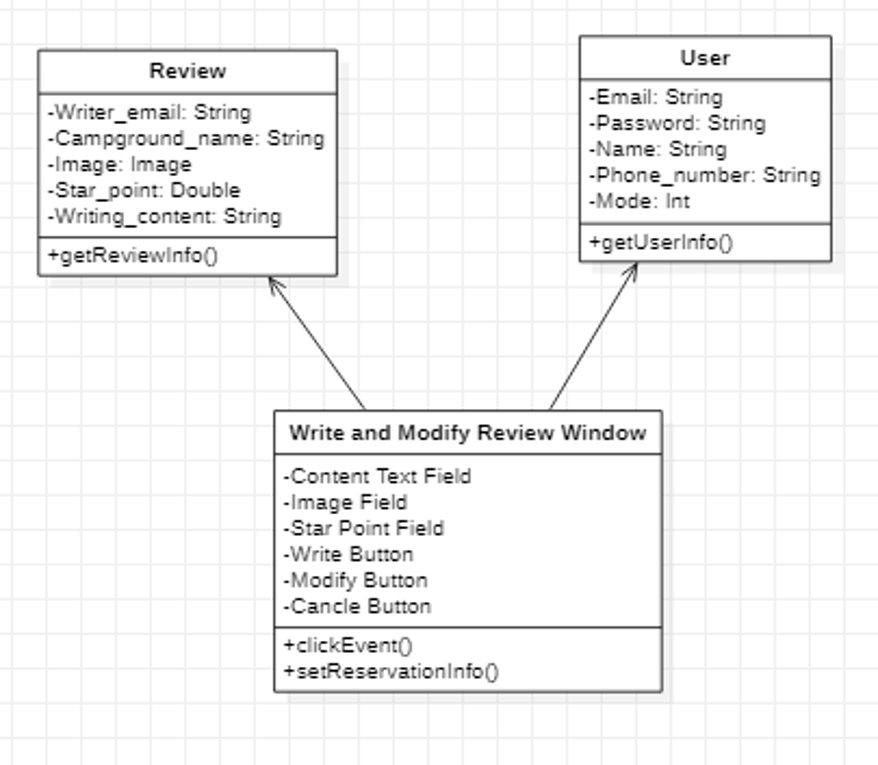 Review
-Writer_email: String
-Campground_name: String
-Image: Image
-Star_point: Double
-Writing_content: String
+getReviewInfo()
User
-Email: String
-Password: String
-Name: String
-Phone_number: String
-Mode: Int
+getUserInfo()
Write and Modify Review Window
-Content Text Field
-Image Field
-Star Point Field
-Write Button
-Modify Button
-Cancle Button
+clickEvent()
+setReservationInfo()